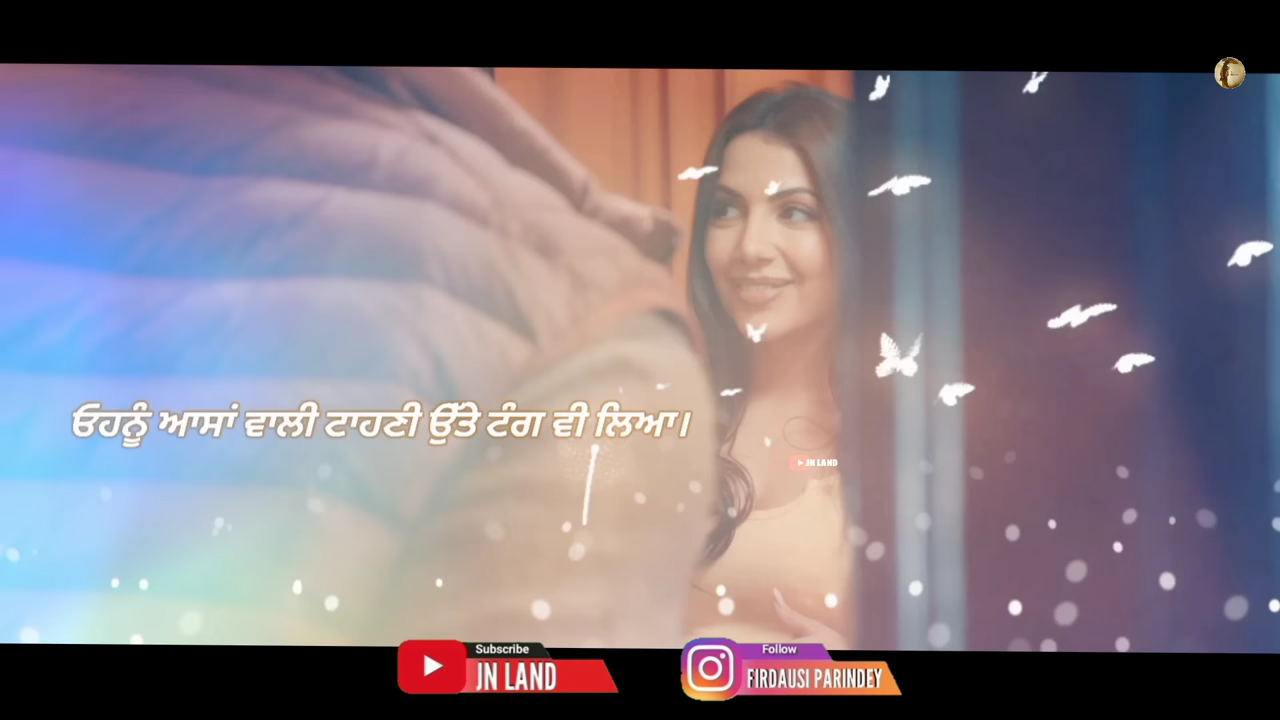 ਓਹਨੂੰ ਆਸਾਂ ਵਾਲੀ ਟਾਹਣੀ ਉੱਤੇ ਟੰਗ ਵੀ ਲਿਆ।
JN LAND
Subscribe
JN LAND
Follow
FIRDAUSI PARINDEY